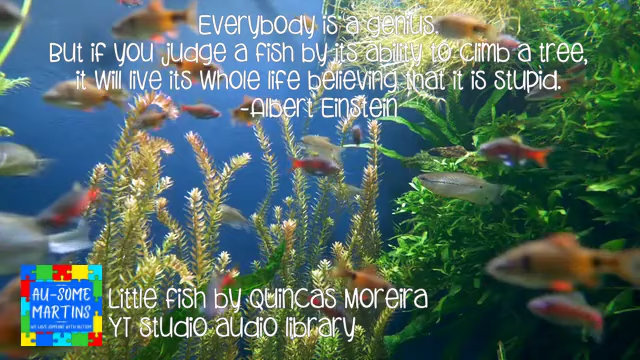 Everybody is a genius.
But if you judge a fish by its ability to climb a tree,
it will live its whole life believing that it is stupid.
-Albert Einstein
AU-SOME
MARTINS
Little fish by Quincas Moreira
YT Studio audio library